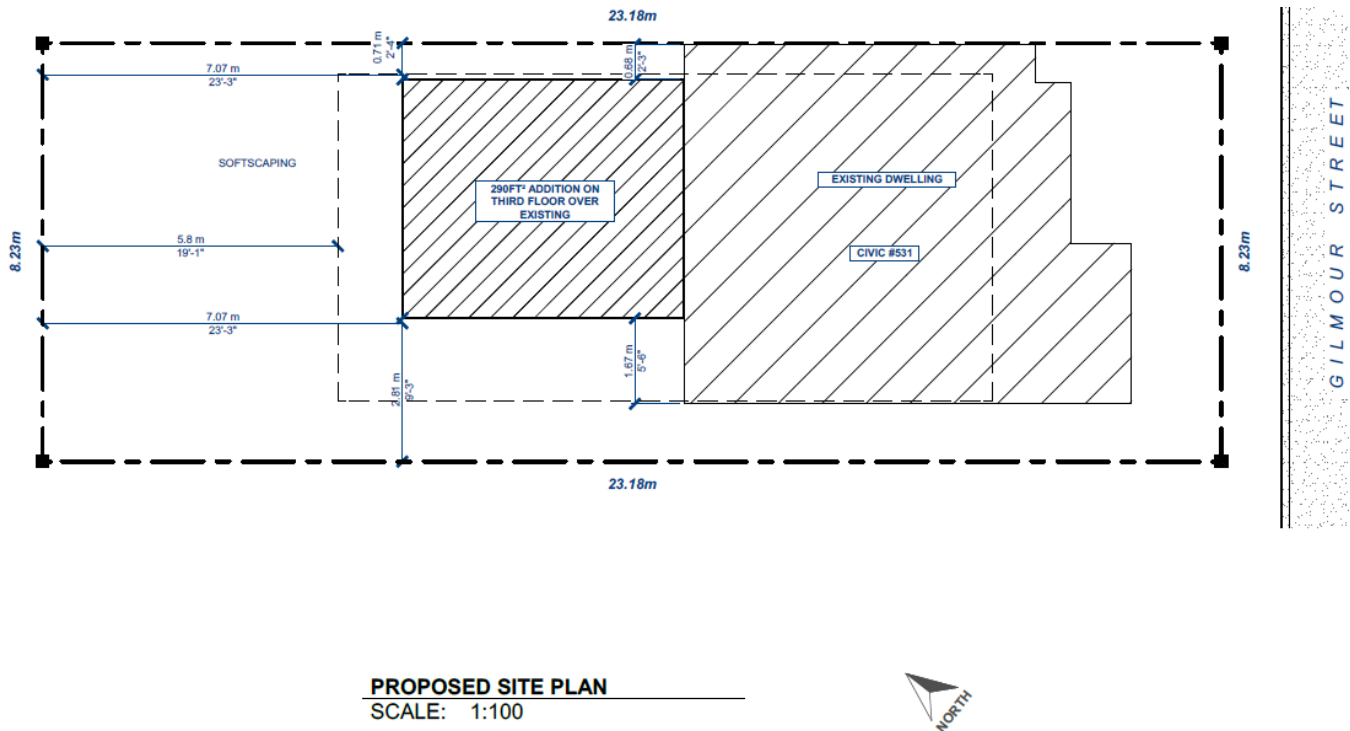 23.18m
0.71 m
2'-4"
0.68 m
2'-3"
7.07 m
23'-3"
SOFTSCAPING
290FT² ADDITION ON
THIRD FLOOR OVER
EXISTING
EXISTING DWELLING
CIVIC #531
8.23m
5.8 m
19'-1"
8.23m
GILMOUR STREET
7.07 m
23'-3"
2.81 m
9'-3"
1.67 m
5'-6"
23.18m
PROPOSED SITE PLAN
SCALE: 1:100
NORTH